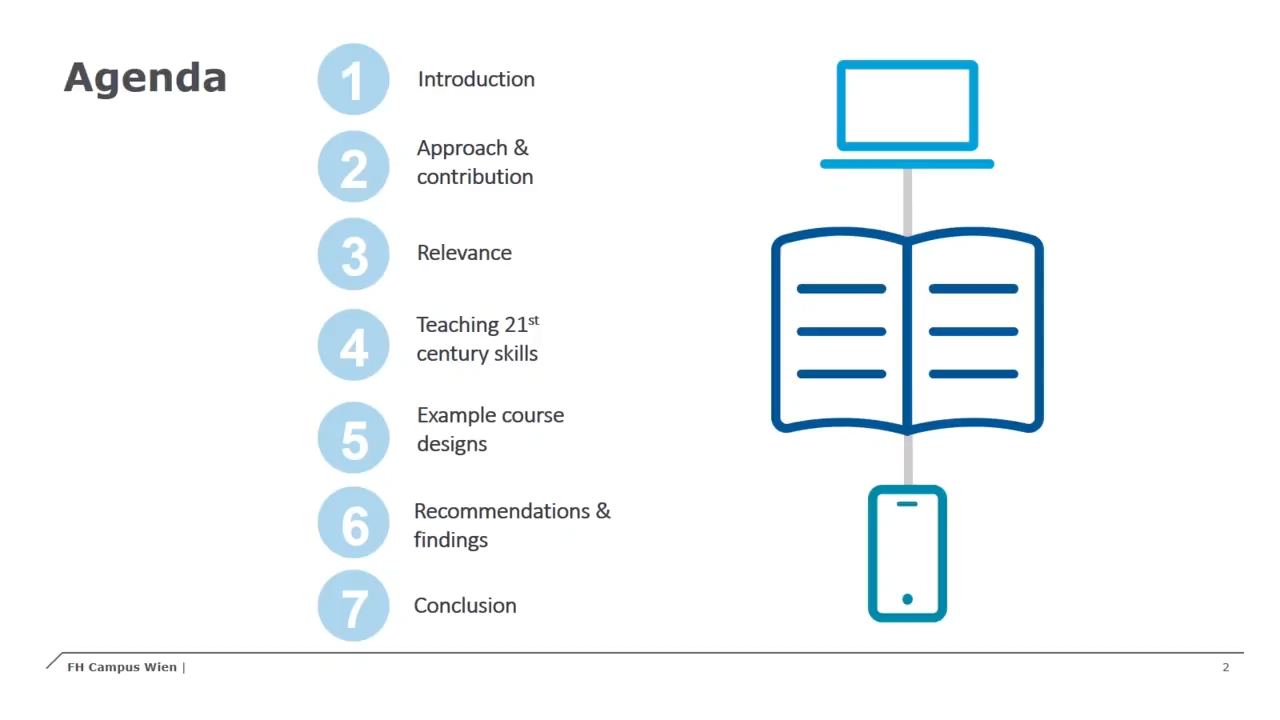 Agenda
1
Introduction
2
Approach &
contribution
3
Relevance
4
Teaching 21st
century skills
5
Example course
designs
6
Recommendations &
findings
7
Conclusion
FH Campus Wien |
2